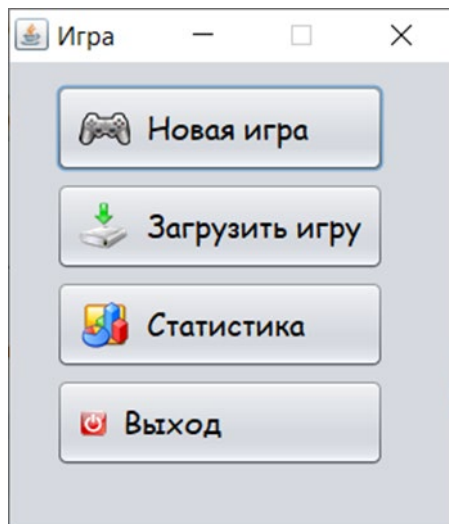 Игра
Новая игра
Загрузить игру
Статистика
Выход